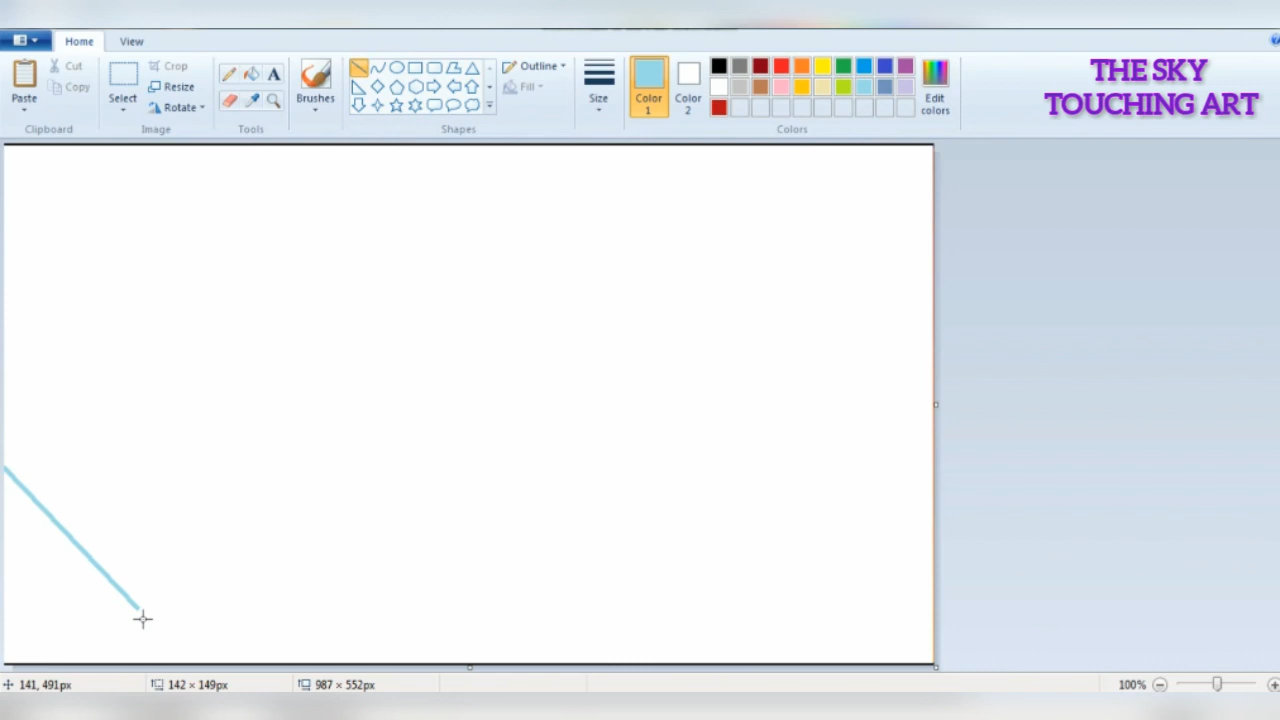 Home View
THE SKY
TOUCHING ART
Paste
Cut
Copy
Clipboard
Select
Crop
Resize
Rotate
Image
A
Tools
Brushes
Shapes
Outline
Fill
Size
Color
1
Color
2
Edit
colors
Colors
141, 491px
142 × 149px
987 × 552px
100%